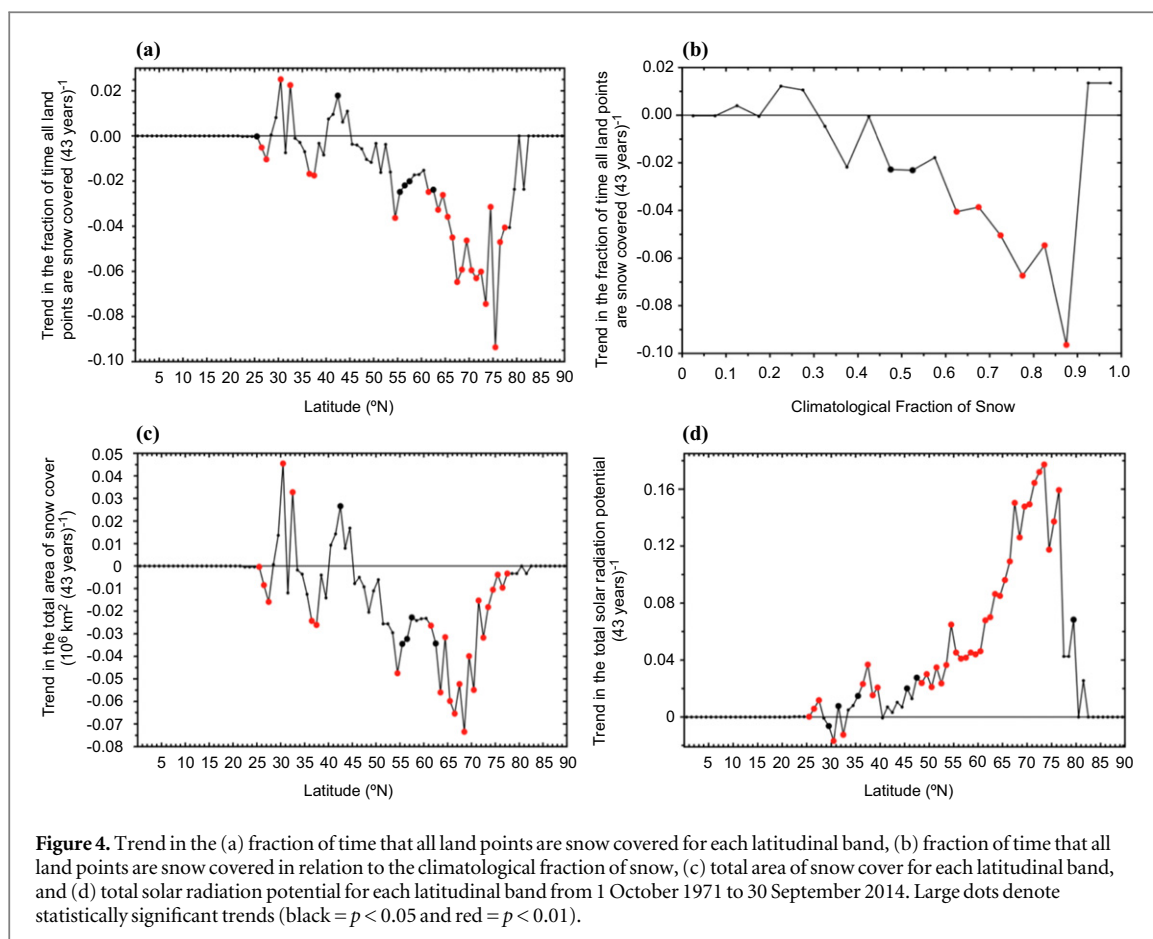 (a)
Trend in the fraction of time all land
points are snow covered (43 years)⁻¹
0.02
0.00
-0.02
-0.04
-0.06
-0.08
-0.10
5 10 15 20 25 30 35 40 45 50 55 60 65 70 75 80 85 90
Latitude (ºN)
(b)
Trend in the fraction of time all land points
are snow covered (43 years)⁻¹
0.02
0.00
-0.02
-0.04
-0.06
-0.08
-0.10
0 0.1 0.2 0.3 0.4 0.5 0.6 0.7 0.8 0.9 1.0
Climatological Fraction of Snow
(c)
Trend in the total area of snow cover
(10⁶ km² (43 years)⁻¹)
0.05
0.04
0.03
0.02
0.01
0
-0.01
-0.02
-0.03
-0.04
-0.05
-0.06
-0.07
-0.08
5 10 15 20 25 30 35 40 45 50 55 60 65 70 75 80 85 90
Latitude (ºN)
(d)
Trend in the total solar radiation potential
(43 years)⁻¹
0.16
0.12
0.08
0.04
0
5 10 15 20 25 30 35 40 45 50 55 60 65 70 75 80 85 90
Latitude (ºN)
Figure 4. Trend in the (a) fraction of time that all land points are snow covered for each latitudinal band, (b) fraction of time that all
land points are snow covered in relation to the climatological fraction of snow, (c) total area of snow cover for each latitudinal band,
and (d) total solar radiation potential for each latitudinal band from 1 October 1971 to 30 September 2014. Large dots denote
statistically significant trends (black = p < 0.05 and red = p < 0.01).